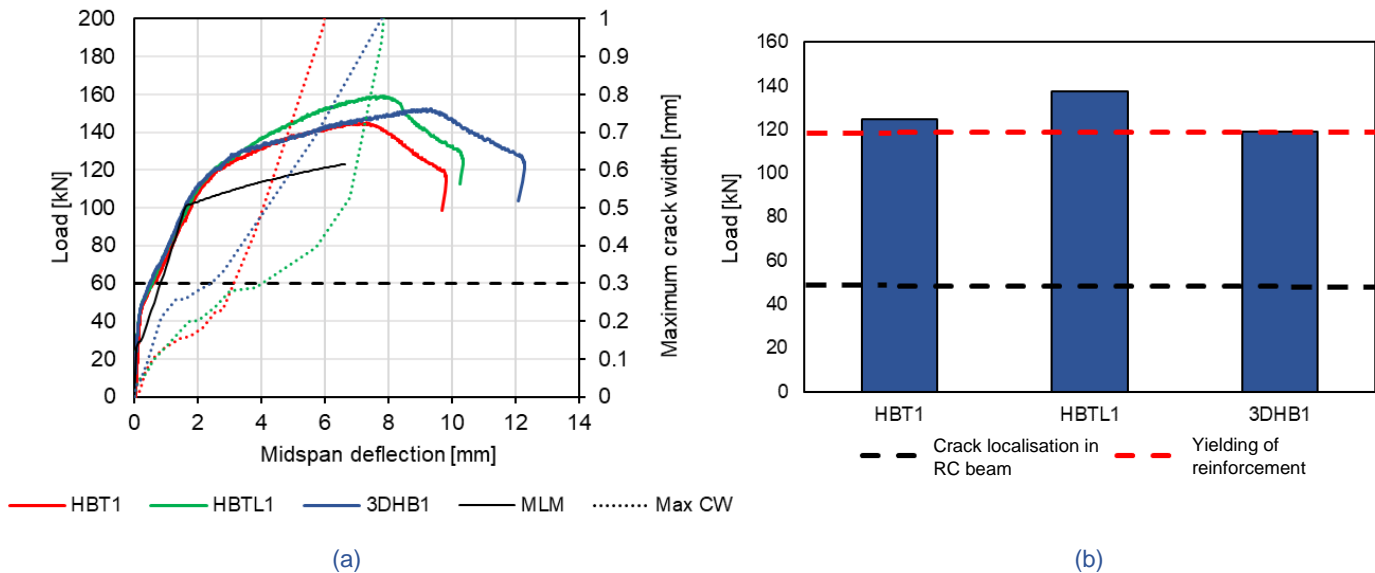 200
180
160
140
120
100
80
60
40
20
0
Load [kN]
0 2 4 6 8 10 12 14
Midspan deflection [mm]
1
0.9
0.8
0.7
0.6
0.5
0.4
0.3
0.2
0.1
0
Maximum crack width [mm]
HBT1 HBTL1 3DHB1 MLM Max CW
(a)
160
140
120
100
80
60
40
20
0
Load [kN]
HBT1 HBTL1 3DHB1
Crack localisation in
RC beam
Yielding of
reinforcement
(b)